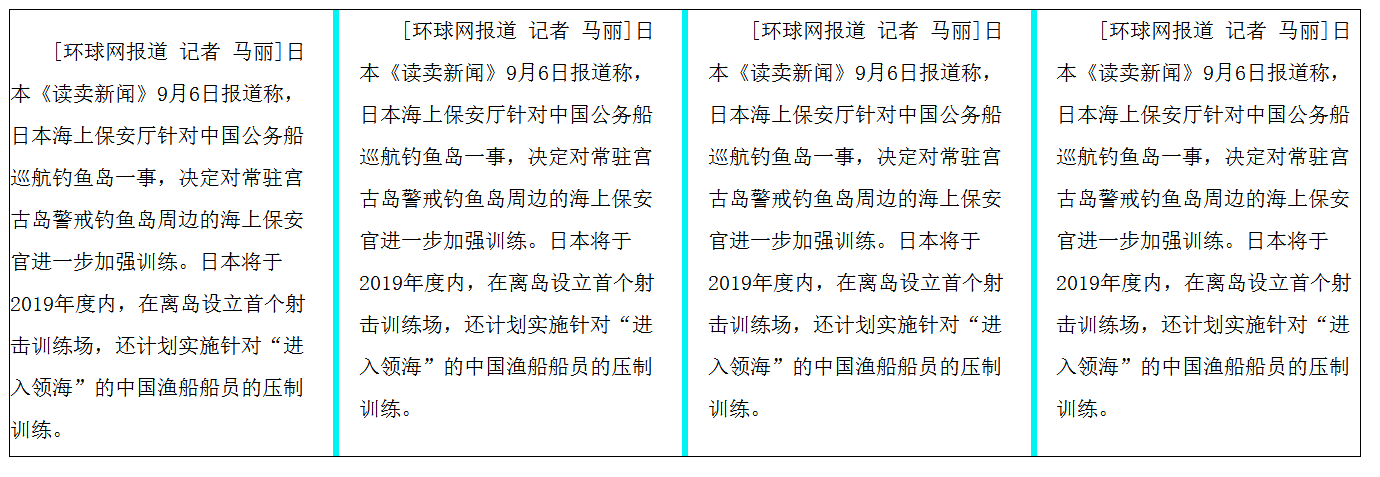 [环球网报道 记者 马丽]日
本《读卖新闻》9月6日报道称，
日本海上保安厅针对中国公务船
巡航钓鱼岛一事，决定对常驻宫
古岛警戒钓鱼岛周边的海上保安
官进一步加强训练。日本将于
2019年度内，在离岛设立首个射
击训练场，还计划实施针对“进
入领海”的中国渔船船员的压制
训练。
[环球网报道 记者 马丽]日
本《读卖新闻》9月6日报道称，
日本海上保安厅针对中国公务船
巡航钓鱼岛一事，决定对常驻宫
古岛警戒钓鱼岛周边的海上保安
官进一步加强训练。日本将于
2019年度内，在离岛设立首个射
击训练场，还计划实施针对“进
入领海”的中国渔船船员的压制
训练。
[环球网报道 记者 马丽]日
本《读卖新闻》9月6日报道称，
日本海上保安厅针对中国公务船
巡航钓鱼岛一事，决定对常驻宫
古岛警戒钓鱼岛周边的海上保安
官进一步加强训练。日本将于
2019年度内，在离岛设立首个射
击训练场，还计划实施针对“进
入领海”的中国渔船船员的压制
训练。
[环球网报道 记者 马丽]日
本《读卖新闻》9月6日报道称，
日本海上保安厅针对中国公务船
巡航钓鱼岛一事，决定对常驻宫
古岛警戒钓鱼岛周边的海上保安
官进一步加强训练。日本将于
2019年度内，在离岛设立首个射
击训练场，还计划实施针对“进
入领海”的中国渔船船员的压制
训练。